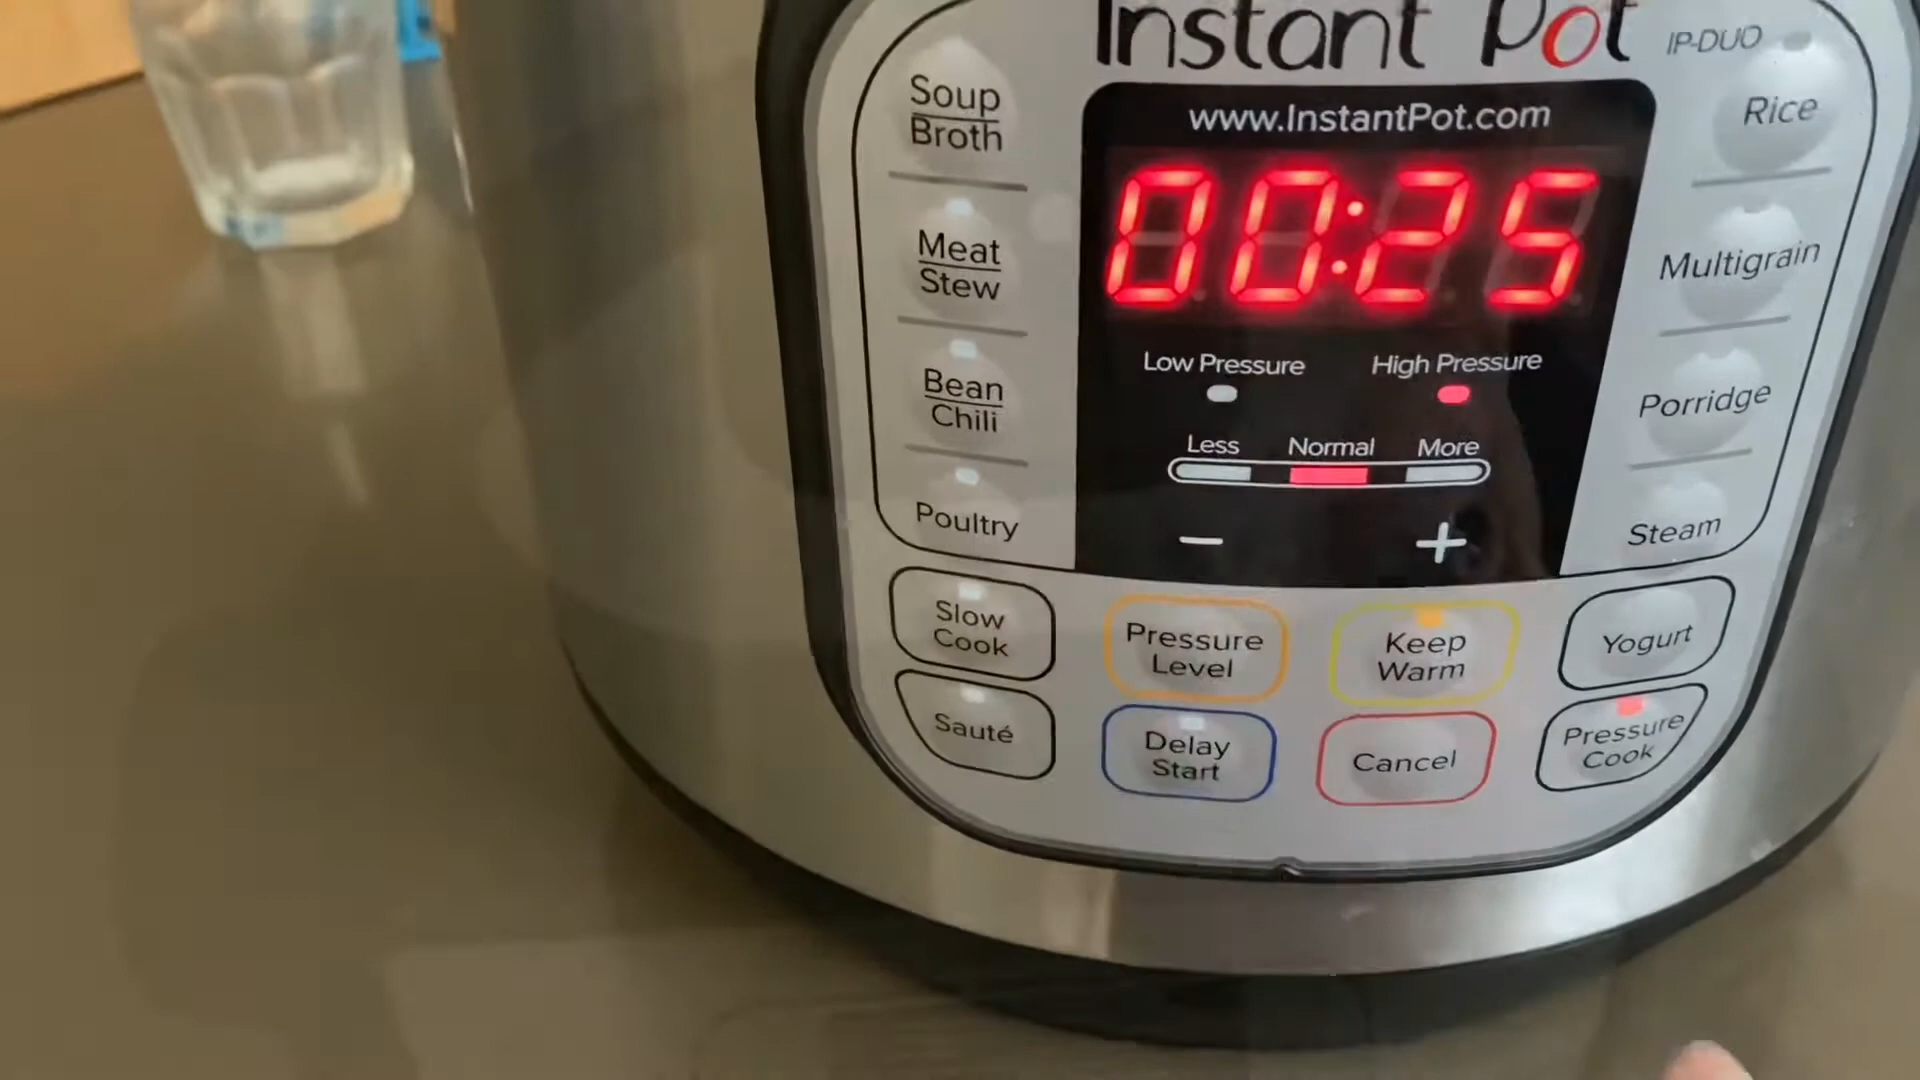 Instant Pot IP-DUO
www.InstantPot.com
00:25
Low Pressure High Pressure
Less Normal More
− +
Soup
Broth
Meat
Stew
Bean
Chili
Poultry
Rice
Multigrain
Porridge
Steam
Slow
Cook
Pressure
Level
Keep
Warm
Yogurt
Sauté
Delay
Start
Cancel
Pressure
Cook